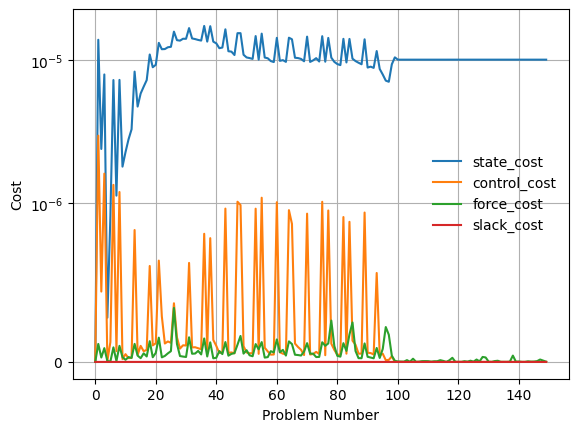 Cost
10⁻⁵
10⁻⁶
0
state_cost
control_cost
force_cost
slack_cost
0 20 40 60 80 100 120 140
Problem Number